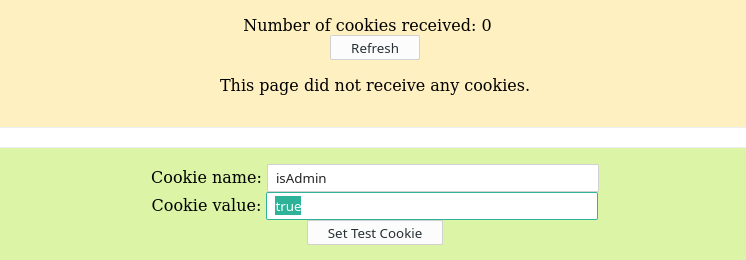 Number of cookies received: 0
Refresh
This page did not receive any cookies.
Cookie name: isAdmin
Cookie value: true
Set Test Cookie